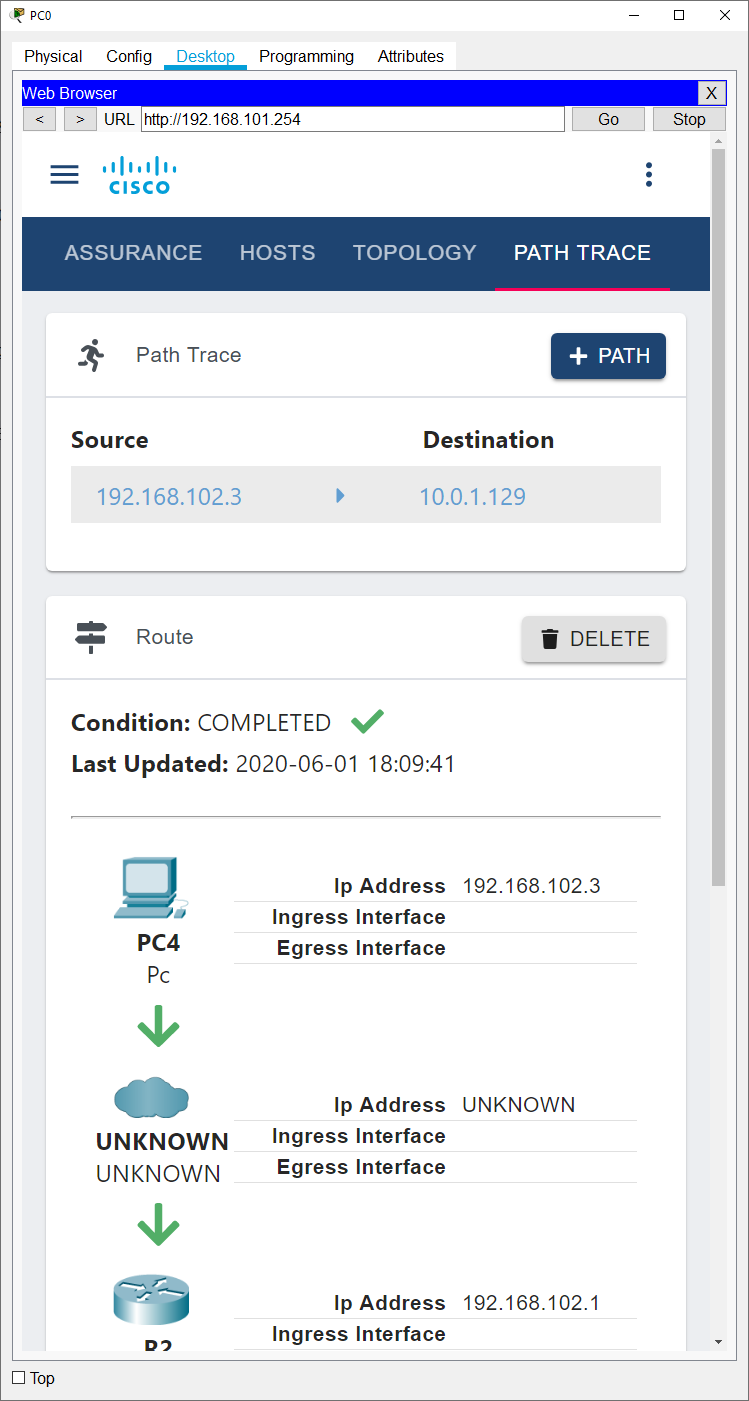 PC0
Physical Config Desktop Programming Attributes
Web Browser X
< > URL http://192.168.101.254 Go Stop
CISCO
ASSURANCE HOSTS TOPOLOGY PATH TRACE
Path Trace + PATH
Source Destination
192.168.102.3 10.0.1.129
Route DELETE
Condition: COMPLETED
Last Updated: 2020-06-01 18:09:41
Ip Address 192.168.102.3
Ingress Interface
PC4 Egress Interface
Pc
Ip Address UNKNOWN
UNKNOWN Ingress Interface
UNKNOWN Egress Interface
Ip Address 192.168.102.1
Ingress Interface
R2
Top